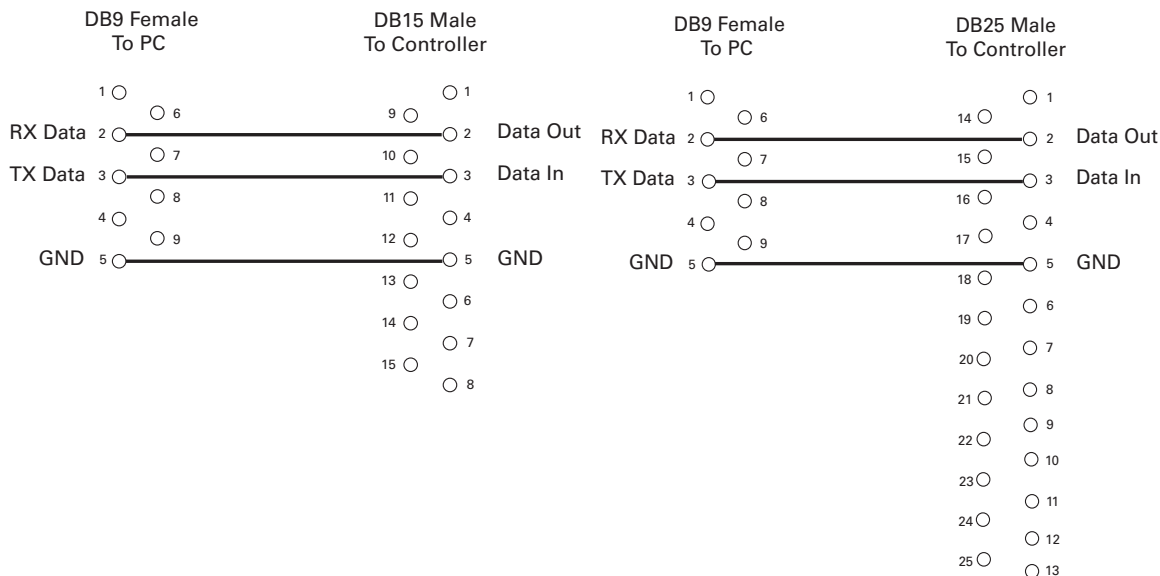 DB9 Female
To PC
DB15 Male
To Controller
1
6
9
1
RX Data 2
2 Data Out
7
10
TX Data 3
3 Data In
8
11
4
4
9
12
GND 5
5 GND
13
6
14
7
15
8
DB9 Female
To PC
DB25 Male
To Controller
1
6
14
1
RX Data 2
2 Data Out
7
15
TX Data 3
3 Data In
8
16
4
4
9
17
GND 5
5 GND
18
6
19
7
20
8
21
9
22
10
23
11
24
12
25
13